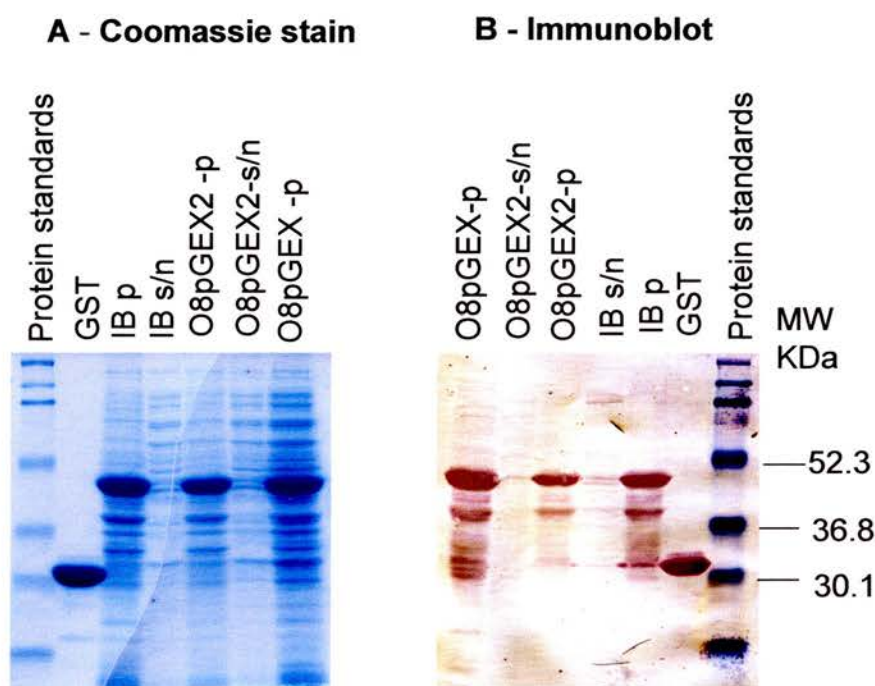 A - Coomassie stain
B - Immunoblot
Protein standards
GST
IB p
IB s/n
O8pGEX2 -p
O8pGEX2-s/n
O8pGEX -p
O8pGEX-p
O8pGEX2-s/n
O8pGEX2-p
IB s/n
IB p
GST
Protein standards
MW
KDa
52.3
36.8
30.1